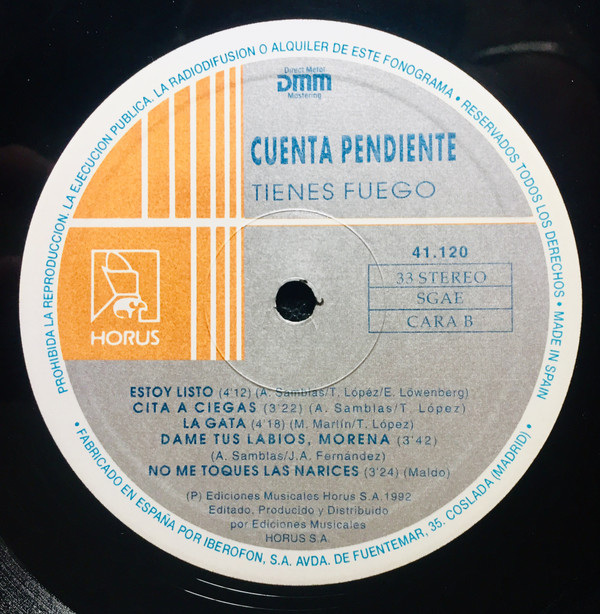 PROHIBIDA LA REPRODUCCION. LA EJECUCION PUBLICA. LA RADIODIFUSION O ALQUILER DE ESTE FONOGRAMA • RESERVADOS TODOS LOS DERECHOS • MADE IN SPAIN
• FABRICADO EN ESPAÑA POR IBEROFON, S.A. AVDA. DE FUENTEMAR, 35. COSLADA (MADRID) •
Direct Metal
DMM
Mastering
CUENTA PENDIENTE
TIENES FUEGO
HORUS
41.120
33 STEREO
SGAE
CARA B
ESTOY LISTO (4'12) (A. Samblas/T. Lópéz/E. Löwenberg)
CITA A CIEGAS (3'22) (A. Samblas/T. López)
LA GATA (4'18) (M. Martín/T. López)
DAME TUS LABIOS, MORENA (3'42)
(A. Samblas/J.A. Fernández)
NO ME TOQUES LAS NARICES (3'24) (Maldo)
(P) Ediciones Musicales Horus S.A. 1992
Editado, Producido y Distribuido
por Ediciones Musicales
HORUS S.A.